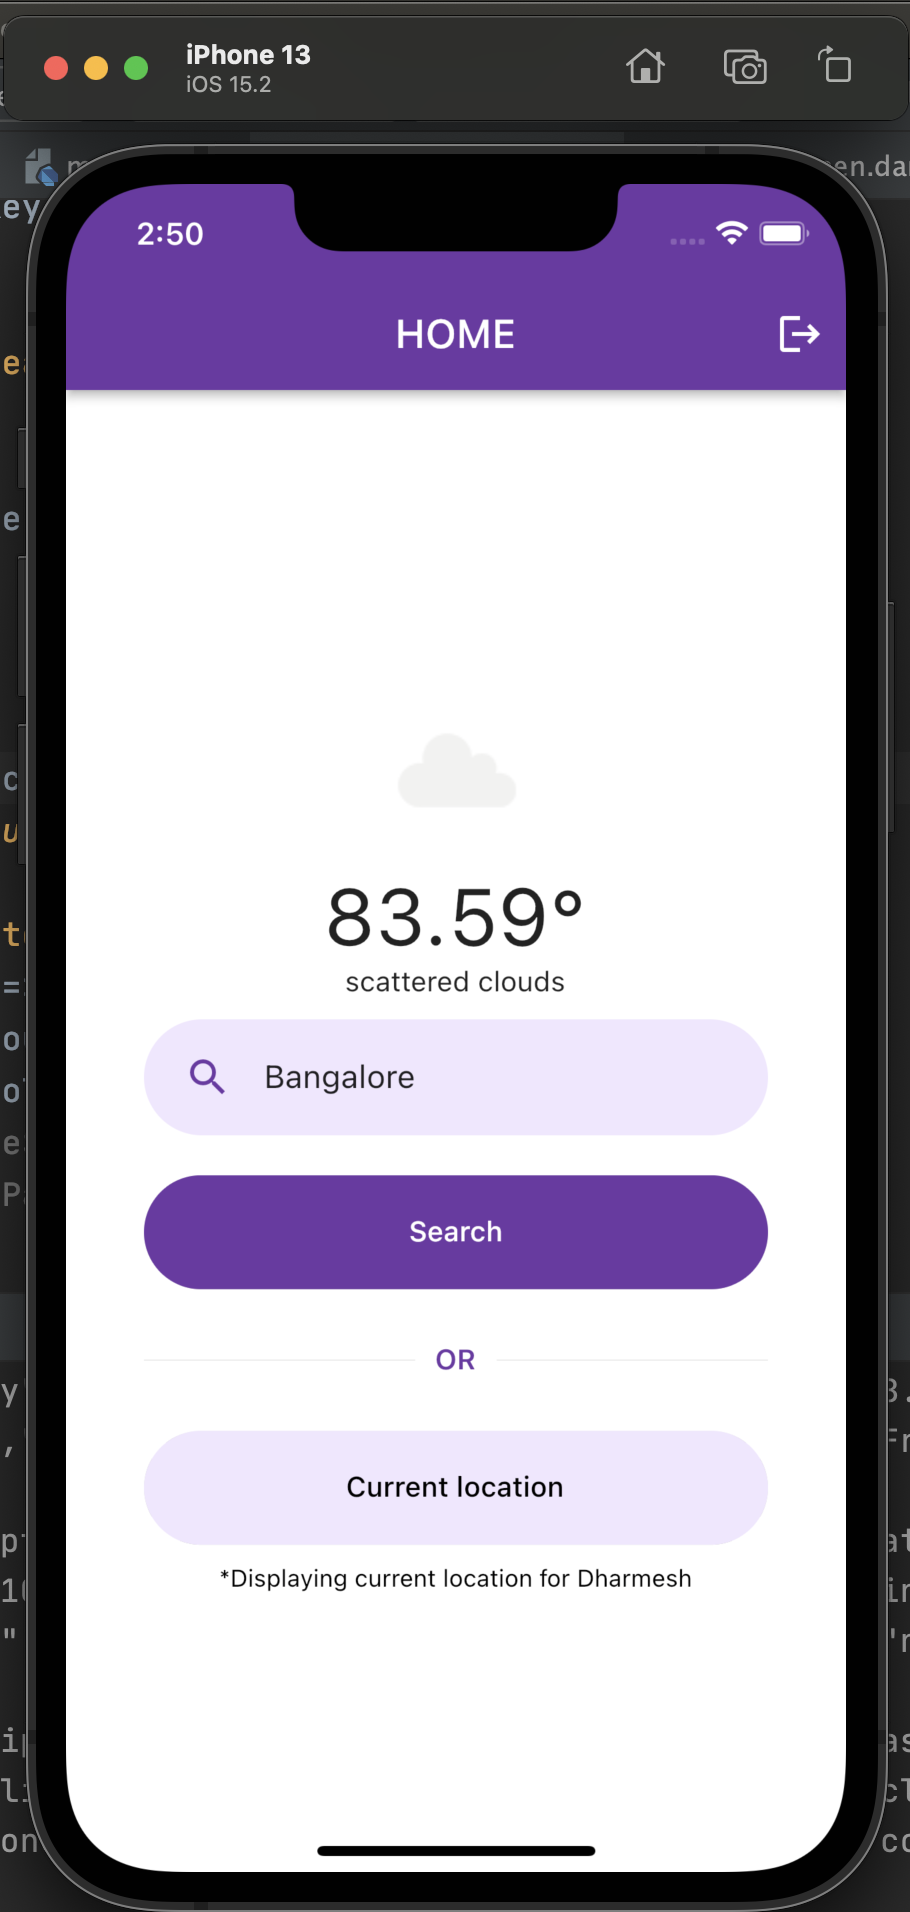 iPhone 13
iOS 15.2
2:50
HOME
83.59°
scattered clouds
Bangalore
Search
OR
Current location
*Displaying current location for Dharmesh